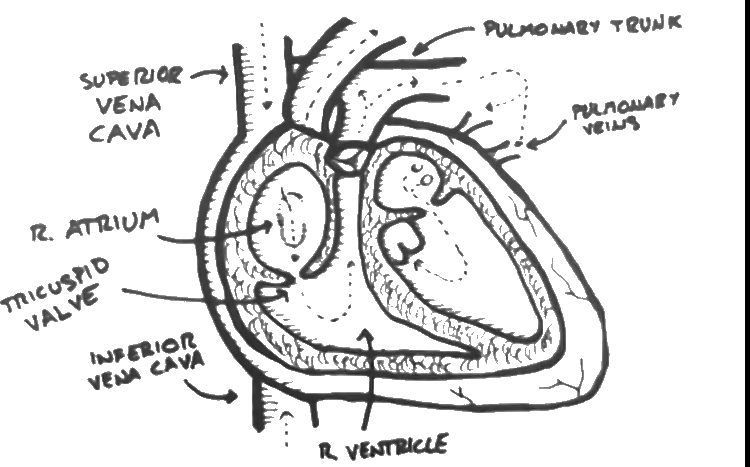 PULMONARY TRUNK
SUPERIOR
VENA
CAVA
PULMONARY
VEINS
R. ATRIUM
TRICUSPID
VALVE
INFERIOR
VENA CAVA
R. VENTRICLE